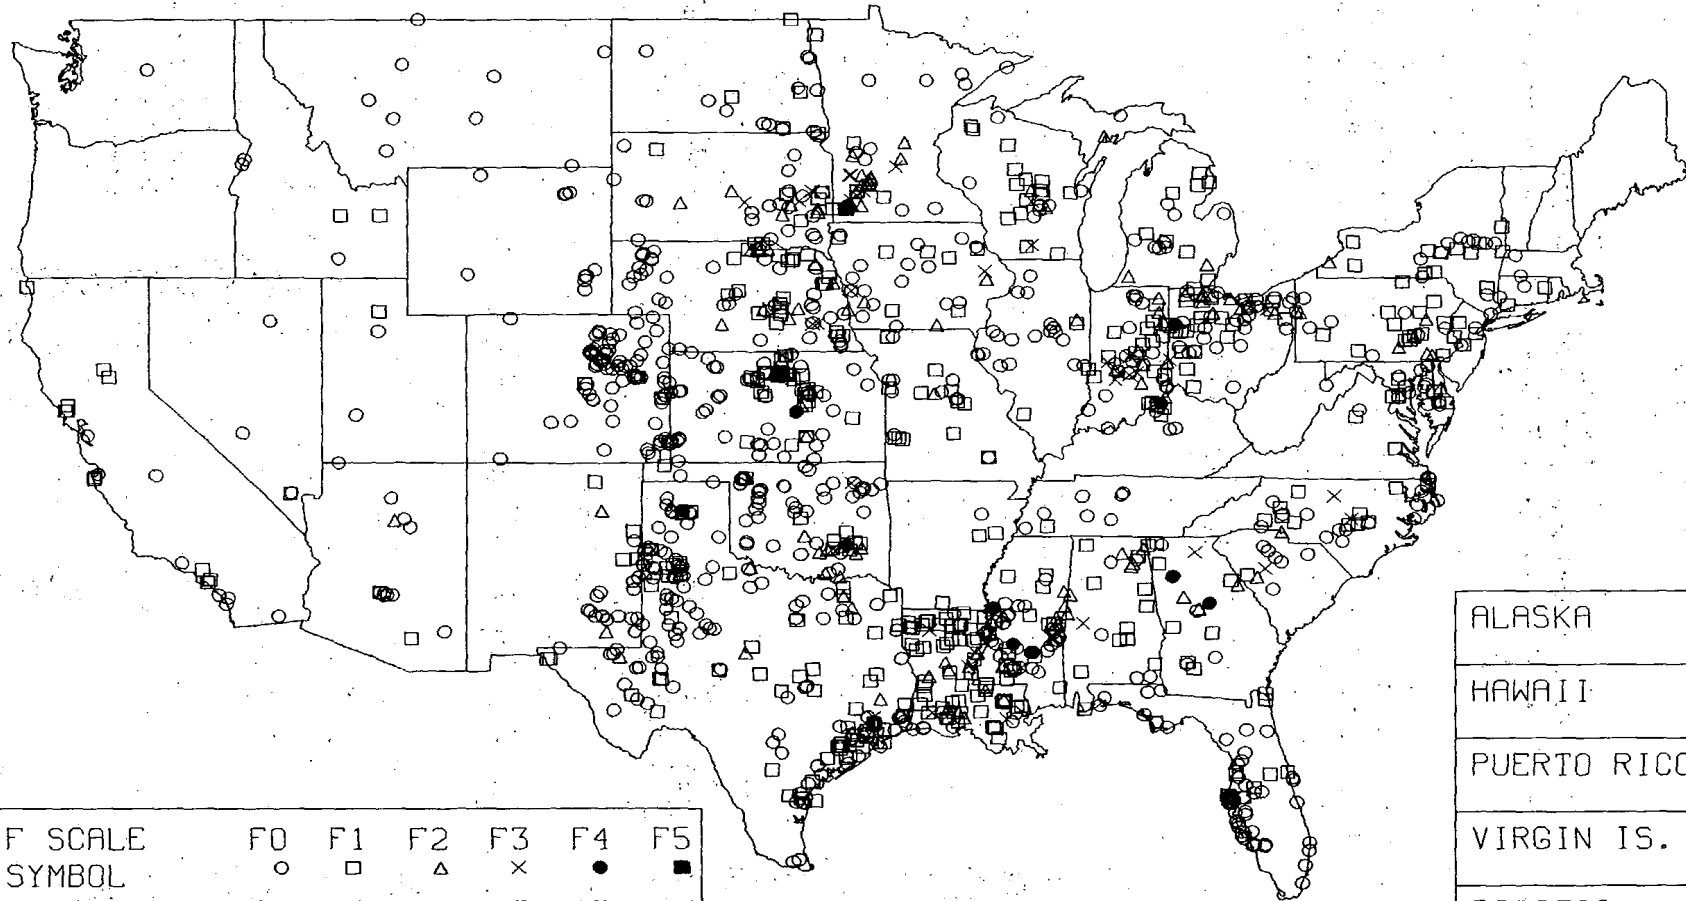 ALASKA
HAWAII
PUERTO RICO
VIRGIN IS.
F SCALE F0 F1 F2 F3 F4 F5
SYMBOL